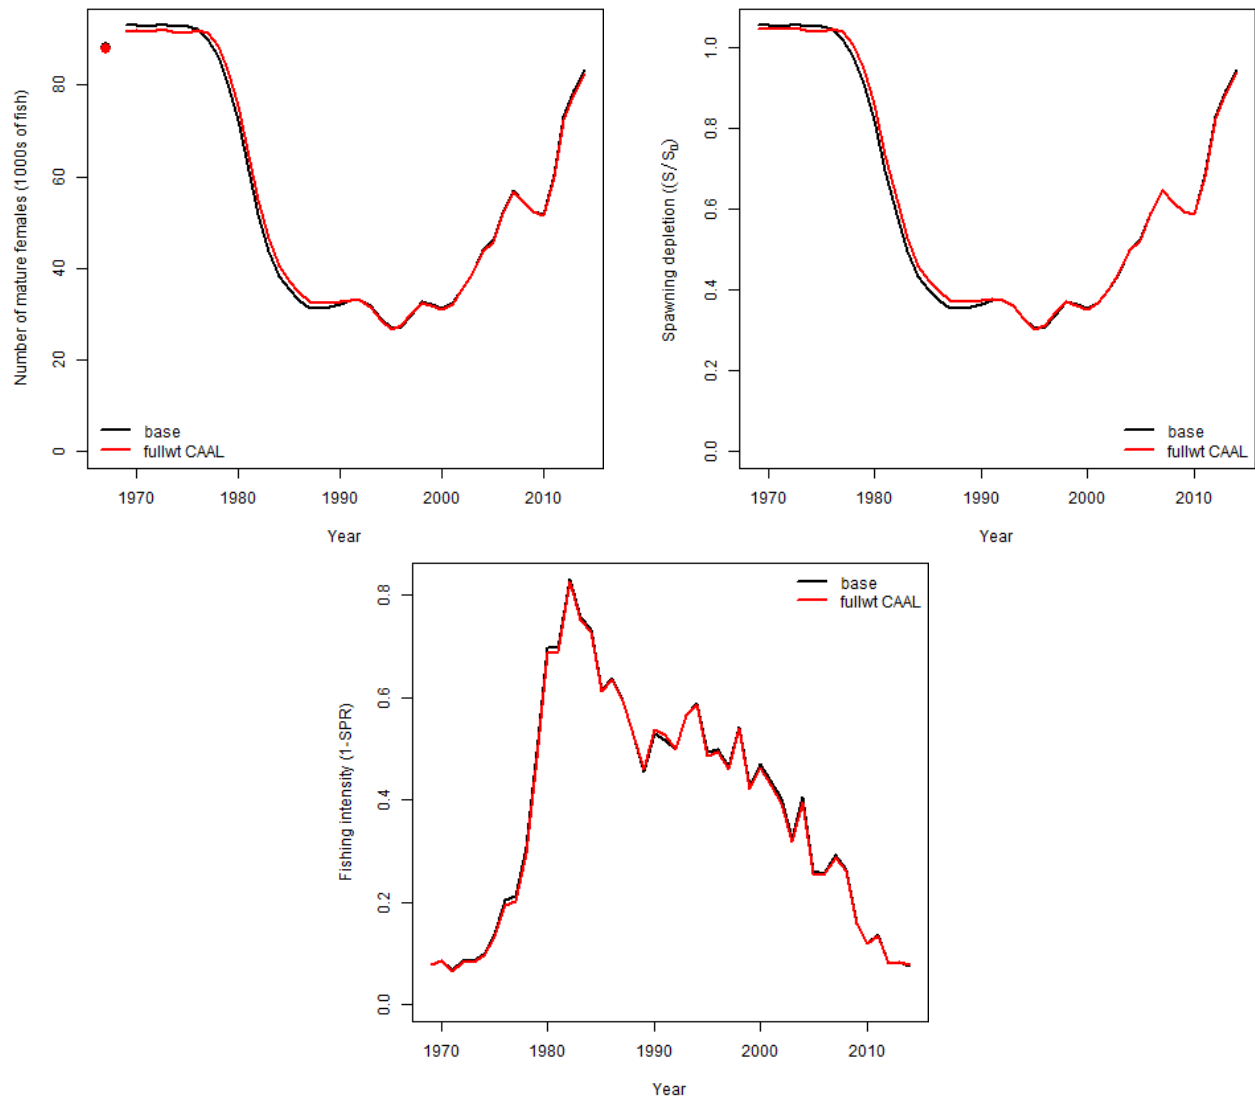 Number of mature females (1000s of fish)
80
60
40
20
0
base
fullwt CAAL
1970 1980 1990 2000 2010
Year
Spawning depletion ((S/S₀)
1.0
0.8
0.6
0.4
0.2
0.0
base
fullwt CAAL
1970 1980 1990 2000 2010
Year
Fishing intensity (1-SPR)
0.8
0.6
0.4
0.2
0.0
base
fullwt CAAL
1970 1980 1990 2000 2010
Year